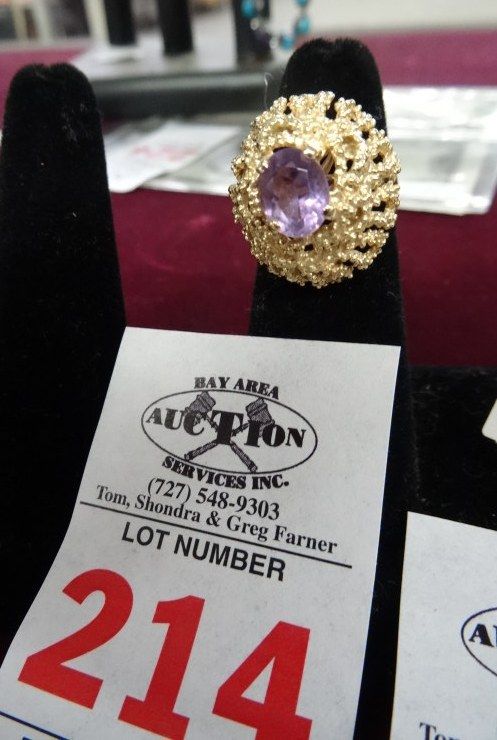 BAY AREA
AUCTION
SERVICES INC.
(727) 548-9303
Tom, Shondra & Greg Farner
LOT NUMBER
214